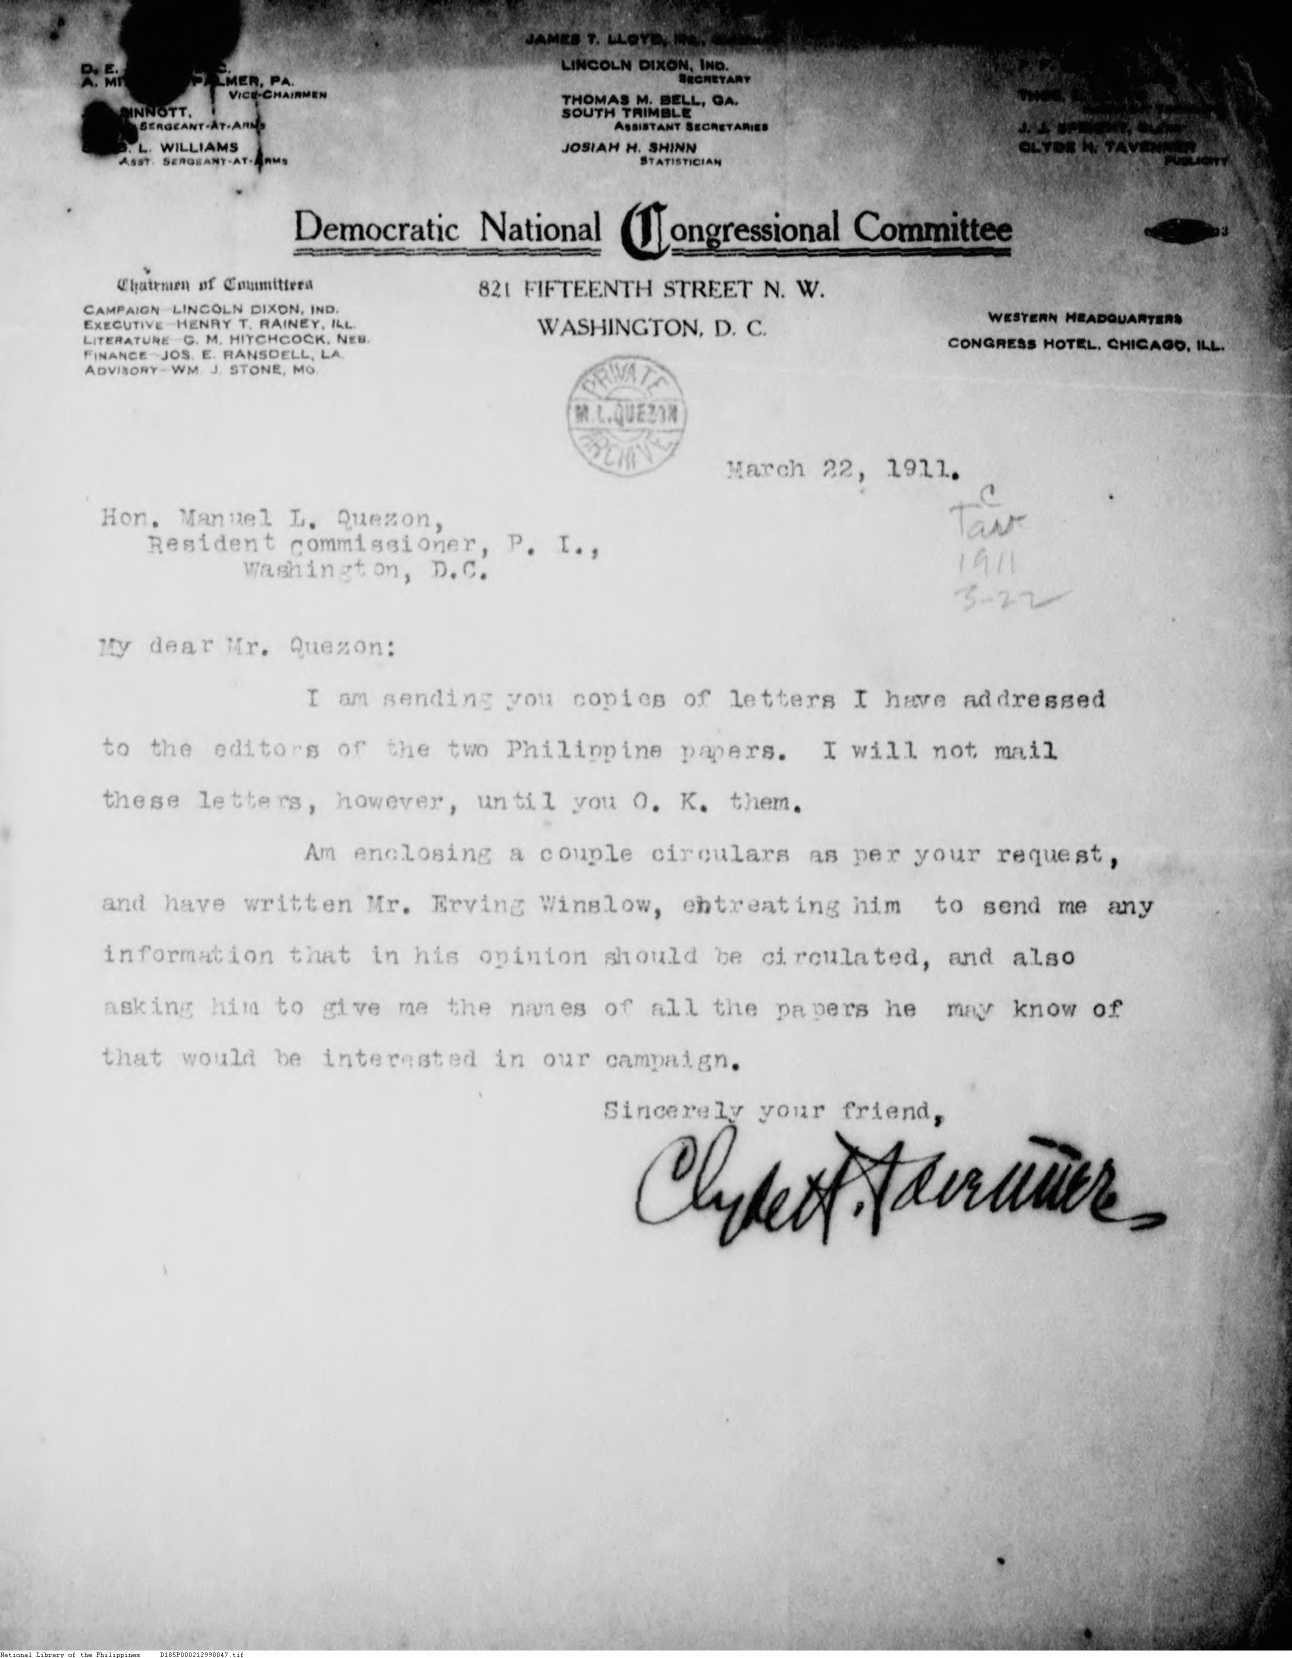 JAMES T. LLOYD,
D. E.
A. MI PALMER, PA.
VICE-CHAIRMEN
SINNOTT,
SERGEANT-AT-ARMS
L. WILLIAMS
ASST. SERGEANT-AT-ARMS
LINCOLN DIXON, IND.
SECRETARY
THOMAS M. BELL, GA.
SOUTH TRIMBLE
ASSISTANT SECRETARIES
JOSIAH H. SHINN
STATISTICIAN
J. J.
CLYDE H. TAVENNER
PUBLICITY
Democratic National Congressional Committee
Chairmen of Committees
CAMPAIGN—LINCOLN DIXON, IND.
EXECUTIVE—HENRY T. RAINEY, ILL.
LITERATURE—G. M. HITCHCOCK, NEB.
FINANCE—JOS. E. RANSDELL, LA.
ADVISORY—WM. J. STONE, MO.
821 FIFTEENTH STREET N. W.
WASHINGTON, D. C.
WESTERN HEADQUARTERS
CONGRESS HOTEL, CHICAGO, ILL.
PRIVATE
M. L. QUEZON
ARCHIVE
March 22, 1911.
C
Tav
1911
3-22
Hon. Manuel L. Quezon,
Resident commissioner, P. I.,
Washington, D.C.
My dear Mr. Quezon:
I am sending you copies of letters I have addressed
to the editors of the two Philippine papers. I will not mail
these letters, however, until you O. K. them.
Am enclosing a couple circulars as per your request,
and have written Mr. Erving Winslow, entreating him to send me any
information that in his opinion should be circulated, and also
asking him to give me the names of all the papers he may know of
that would be interested in our campaign.
Sincerely your friend,
Clyde H. Tavenner
National Library of the Philippines D185P000212990047.tif